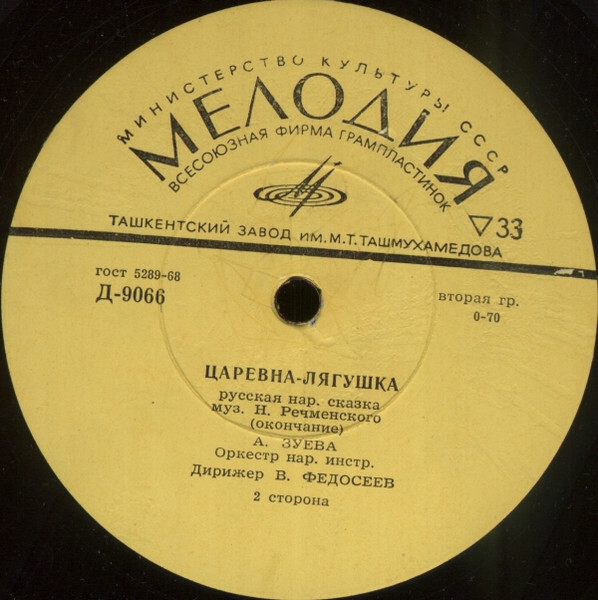 МИНИСТЕРСТВО КУЛЬТУРЫ СССР
МЕЛОДИЯ
ВСЕСОЮЗНАЯ ФИРМА ГРАМПЛАСТИНОК
33
ТАШКЕНТСКИЙ ЗАВОД ИМ. М.Т. ТАШМУХАМЕДОВА
ГОСТ 5289-68
Д-9066
вторая гр.
0-70
ЦАРЕВНА-ЛЯГУШКА
русская нар. сказка
муз. Н. Речменского
(окончание)
А. ЗУЕВА
Оркестр нар. инстр.
Дирижер В. ФЕДОСЕЕВ
2 сторона